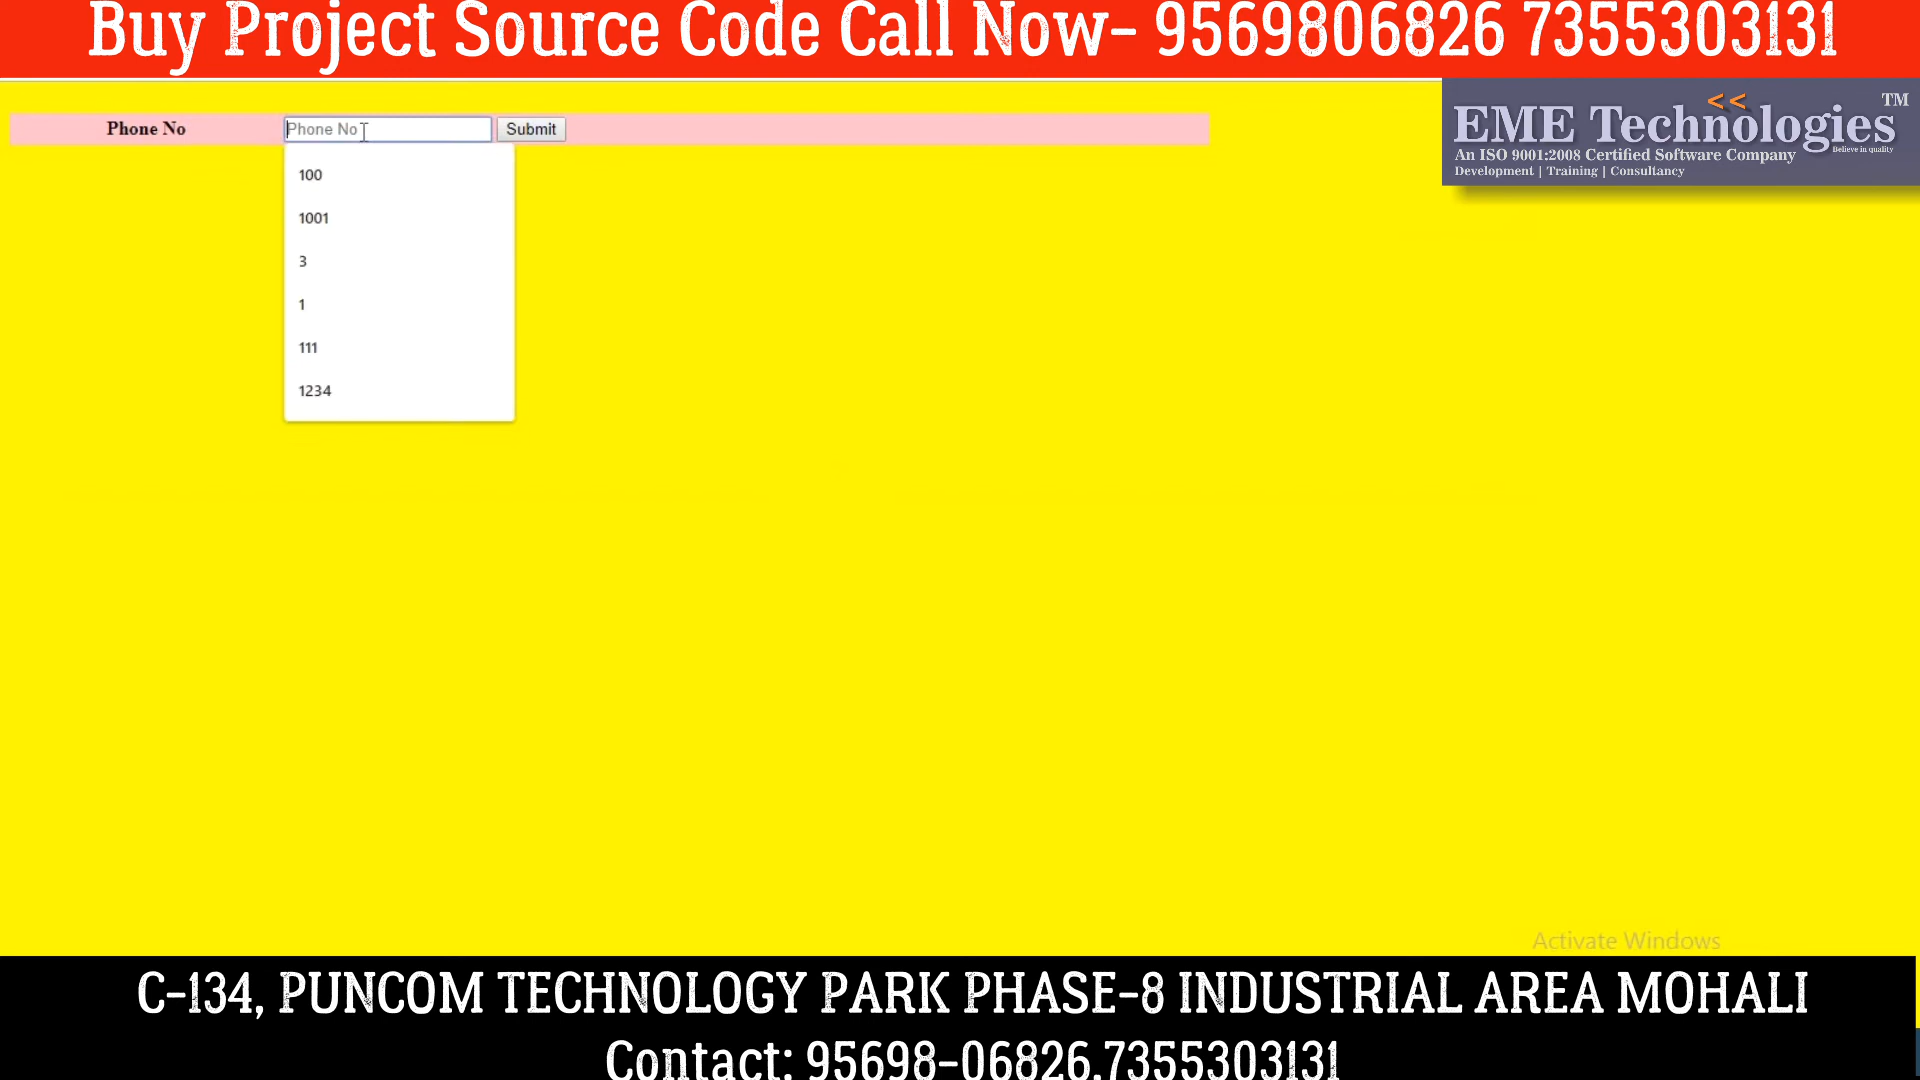 Buy Project Source Code Call Now- 9569806826 7355303131
<< TM
EME Technologies
Believe in quality
An ISO 9001:2008 Certified Software Company
Development | Training | Consultancy
Phone No Phone No Submit
100
1001
3
1
111
1234
Activate Windows
C-134, PUNCOM TECHNOLOGY PARK PHASE-8 INDUSTRIAL AREA MOHALI
Contact: 95698-06826,7355303131